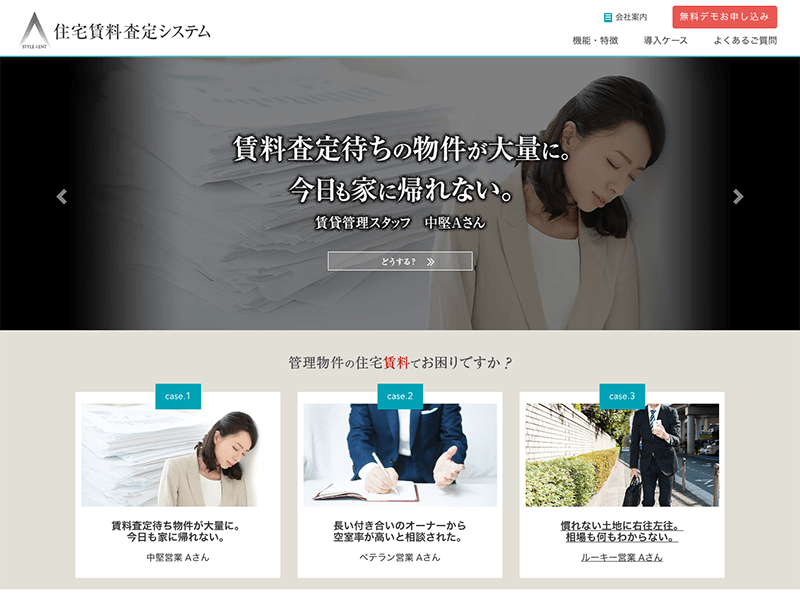 住宅賃料査定システム
STYLE RENT
会社案内
無料デモお申し込み
機能・特徴
導入ケース
よくあるご質問
賃料査定待ちの物件が大量に。
今日も家に帰れない。
賃貸管理スタッフ 中堅Aさん
どうする?
管理物件の住宅賃料でお困りですか?
case.1
賃料査定待ち物件が大量に。
今日も家に帰れない。
中堅営業 Aさん
case.2
長い付き合いのオーナーから
空室率が高いと相談された。
ベテラン営業 Aさん
case.3
慣れない土地に右往左往。
相場も何もわからない。
ルーキー営業 Aさん